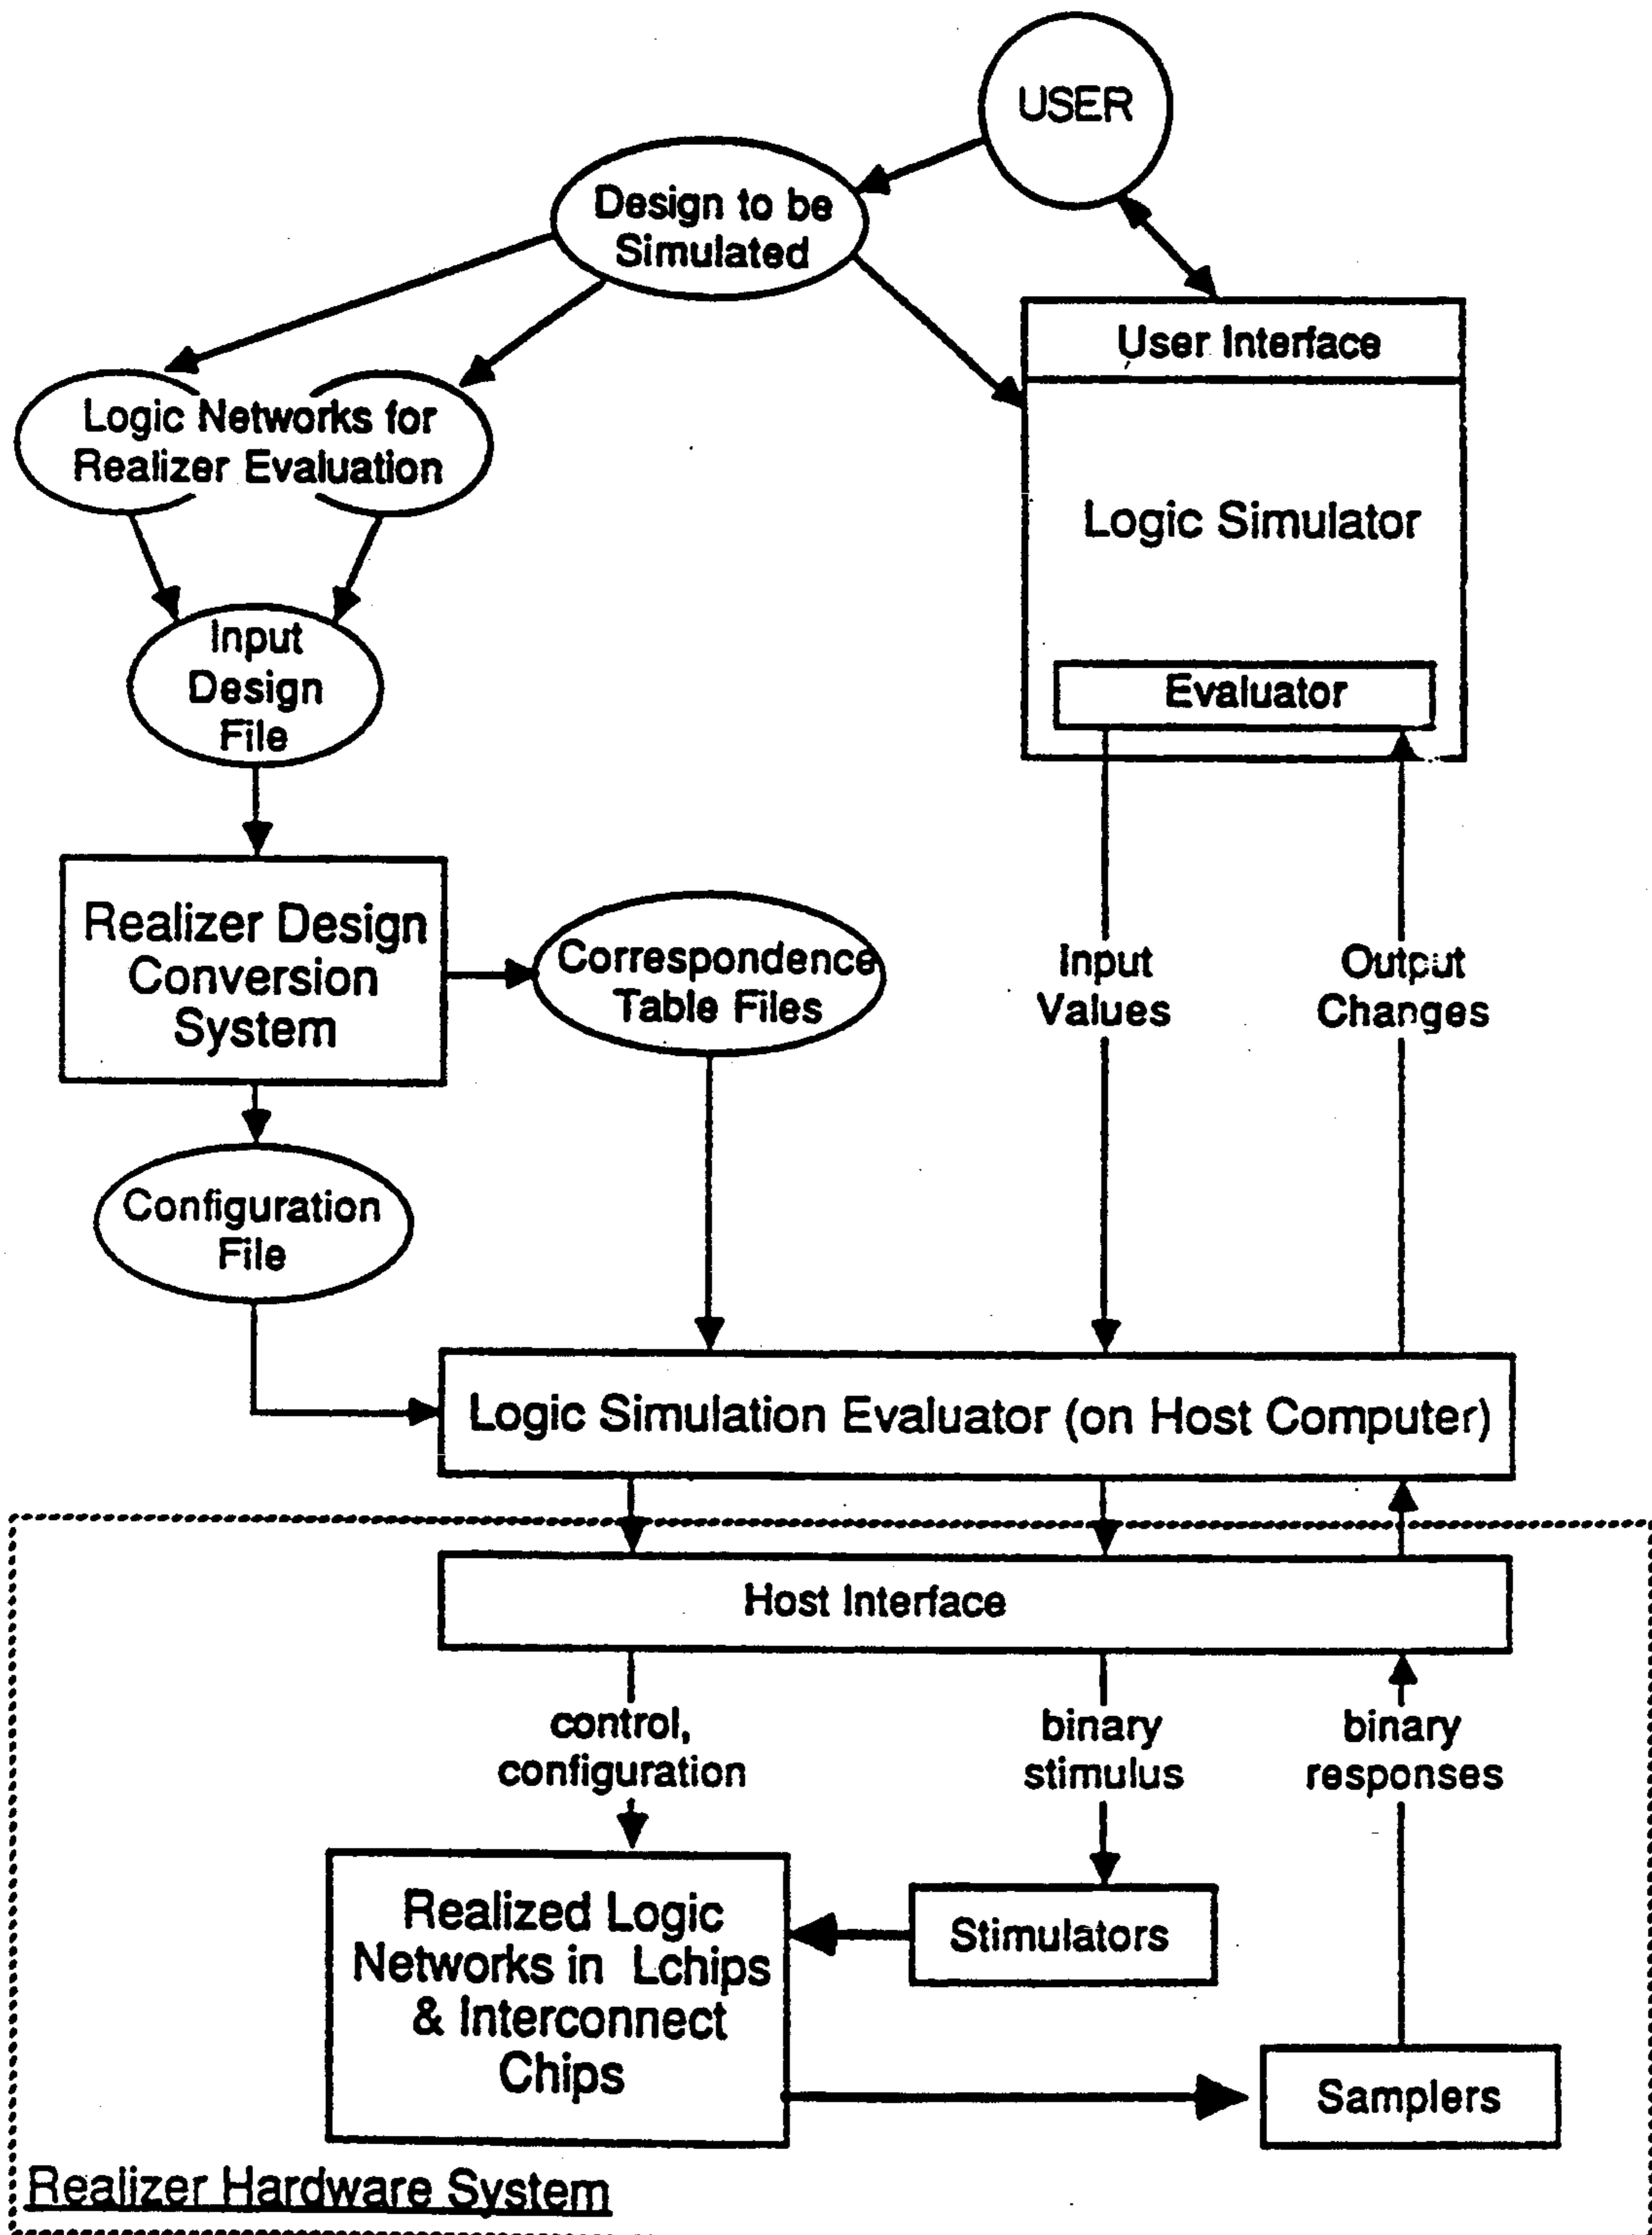 USER
Design to be
Simulated
User Interface
Logic Networks for
Realizer Evaluation
Logic Simulator
Input
Design
File
Evaluator
Realizer Design
Conversion
System
Correspondence
Table Files
Input
Values
Output
Changes
Configuration
File
Logic Simulation Evaluator (on Host Computer)
Host Interface
control,
configuration
binary
stimulus
binary
responses
Realized Logic
Networks in Lchips
& Interconnect
Chips
Stimulators
Samplers
Realizer Hardware System